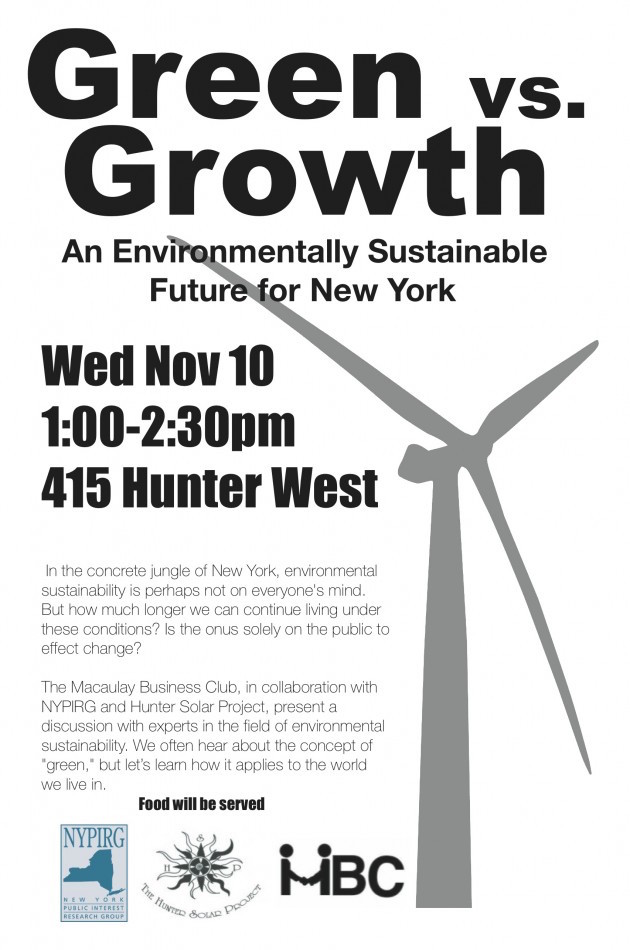 Green vs.
Growth
An Environmentally Sustainable
Future for New York
Wed Nov 10
1:00-2:30pm
415 Hunter West
In the concrete jungle of New York, environmental
sustainability is perhaps not on everyone's mind.
But how much longer we can continue living under
these conditions? Is the onus solely on the public to
effect change?
The Macaulay Business Club, in collaboration with
NYPIRG and Hunter Solar Project, present a
discussion with experts in the field of environmental
sustainability. We often hear about the concept of
"green," but let's learn how it applies to the world
we live in.
Food will be served
NYPIRG
NEW YORK
PUBLIC INTEREST
RESEARCH GROUP
H S P
THE HUNTER SOLAR PROJECT
MBC